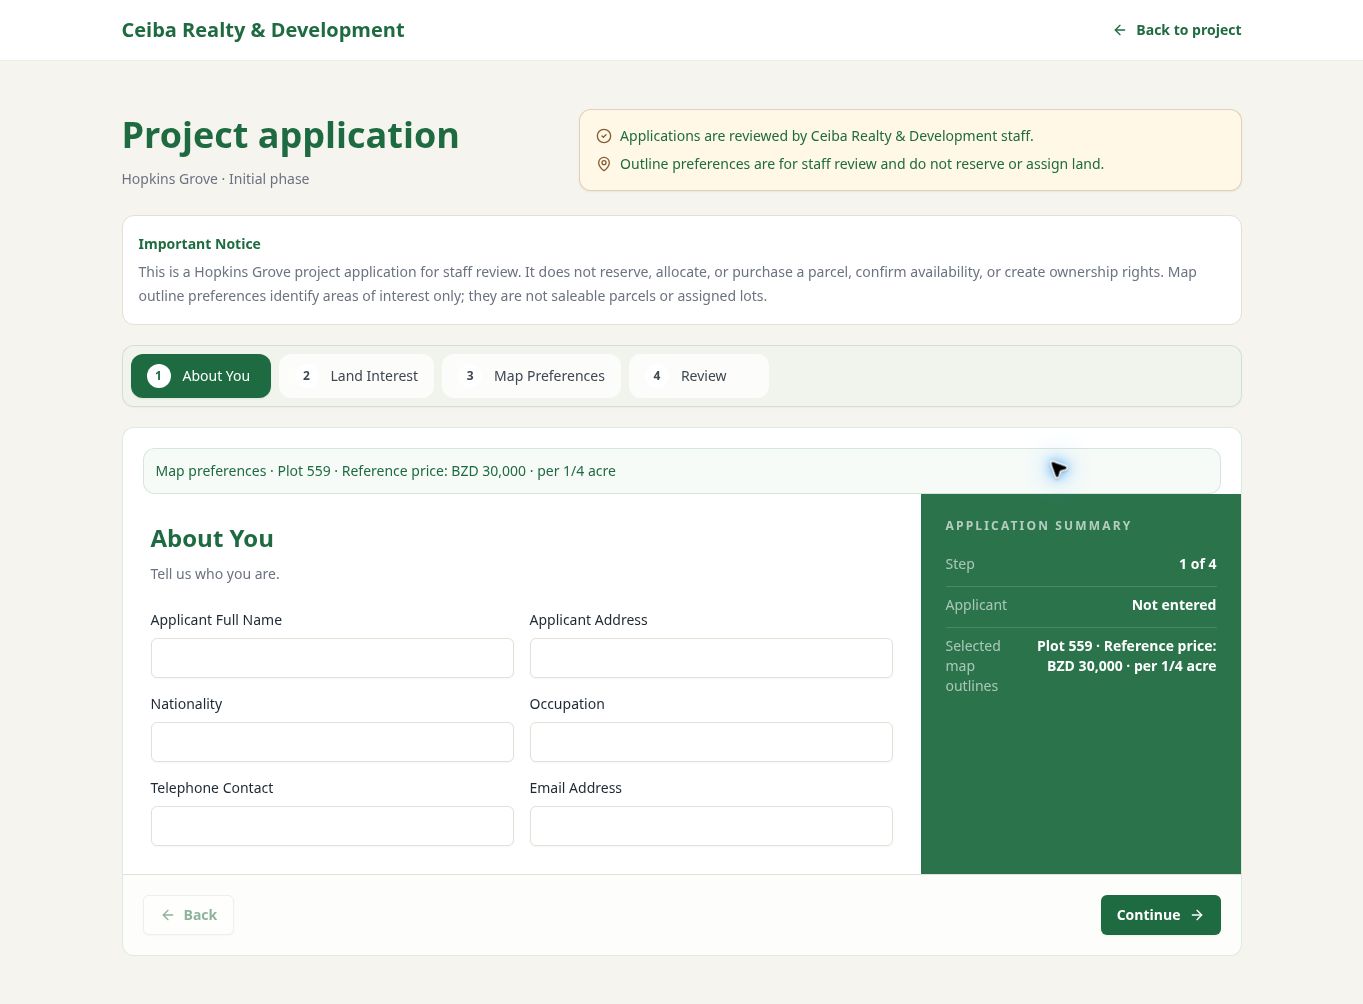 Ceiba Realty & Development
Back to project
Project application
Hopkins Grove · Initial phase
Applications are reviewed by Ceiba Realty & Development staff.
Outline preferences are for staff review and do not reserve or assign land.
Important Notice
This is a Hopkins Grove project application for staff review. It does not reserve, allocate, or purchase a parcel, confirm availability, or create ownership rights. Map
outline preferences identify areas of interest only; they are not saleable parcels or assigned lots.
1 About You
2 Land Interest
3 Map Preferences
4 Review
Map preferences · Plot 559 · Reference price: BZD 30,000 · per 1/4 acre
About You
Tell us who you are.
Applicant Full Name
Applicant Address
Nationality
Occupation
Telephone Contact
Email Address
APPLICATION SUMMARY
Step 1 of 4
Applicant Not entered
Selected map outlines
Plot 559 · Reference price:
BZD 30,000 · per 1/4 acre
Back
Continue